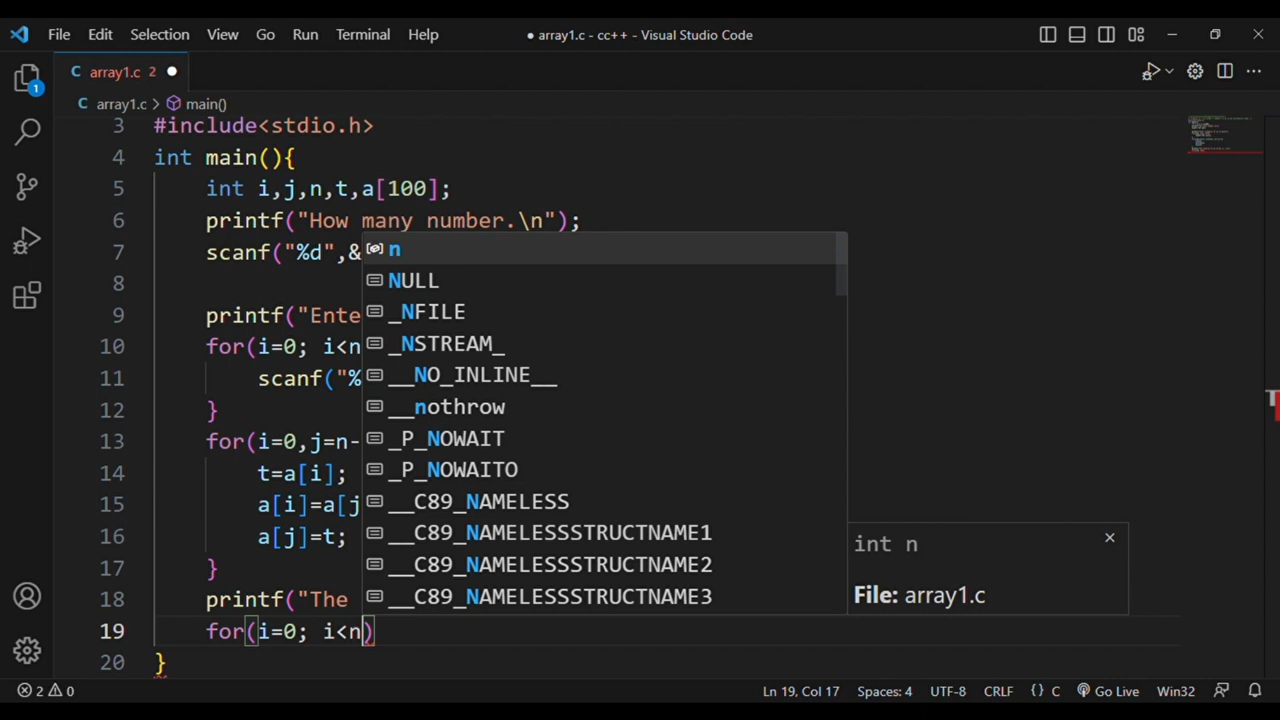 File Edit Selection View Go Run Terminal Help ● array1.c - cc++ - Visual Studio Code
C array1.c 2 ●
1
C array1.c > main()
3 #include<stdio.h>
4 int main(){
5 int i,j,n,t,a[100];
6 printf("How many number.\n");
7 scanf("%d",&
8
9 printf("Ente
10 for(i=0; i<n
11 scanf("%
12 }
13 for(i=0,j=n-
14 t=a[i];
15 a[i]=a[j
16 a[j]=t;
17 }
18 printf("The
19 for(i=0; i<n)
20 }
n
NULL
_NFILE
_NSTREAM_
__NO_INLINE__
__nothrow
_P_NOWAIT
_P_NOWAITO
__C89_NAMELESS
__C89_NAMELESSSTRUCTNAME1
__C89_NAMELESSSTRUCTNAME2
__C89_NAMELESSSTRUCTNAME3
int n
File: array1.c
2 0 Ln 19, Col 17 Spaces: 4 UTF-8 CRLF {} C Go Live Win32